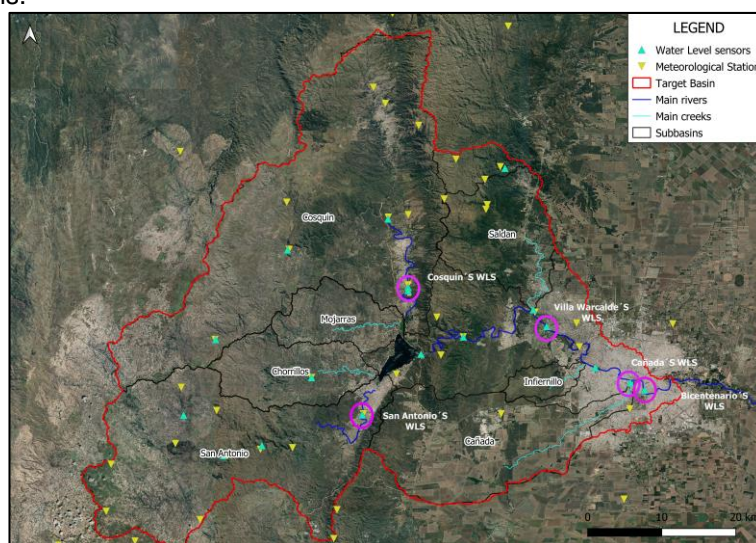 ns.
LEGEND
Water Level sensors
Meteorological Station
Target Basin
Main rivers
Main creeks
Subbasins
Cosquin
Saldan
Cosquin´S WLS
Villa Warcalde´S
WLS
Mojarras
Cañada´S WLS
Chorrillos
Infiernillo
Bicentenario´S
WLS
San Antonio´S
WLS
Cañada
San Antonio
0 10 20 km